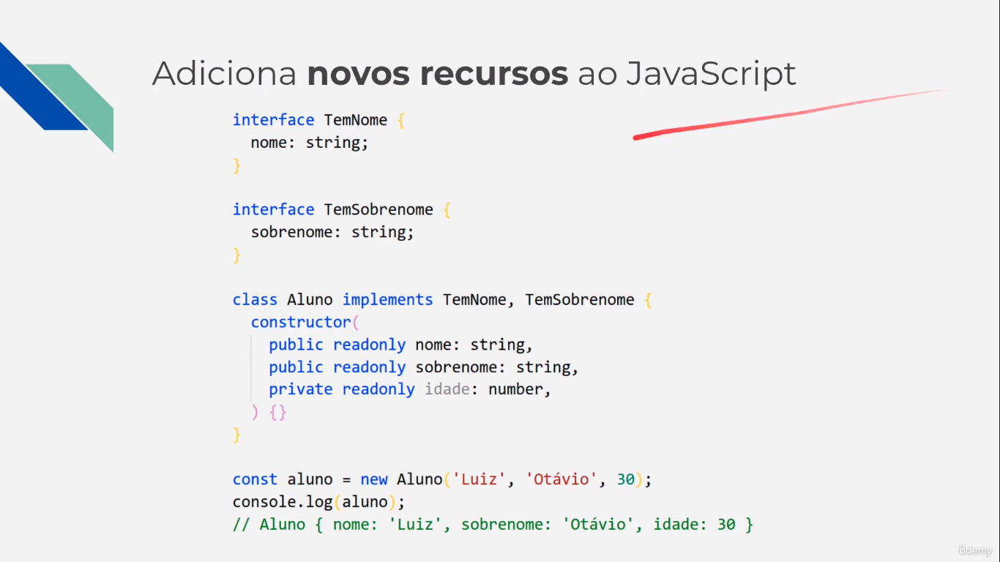 Adiciona novos recursos ao JavaScript
interface TemNome {
  nome: string;
}
interface TemSobrenome {
  sobrenome: string;
}
class Aluno implements TemNome, TemSobrenome {
  constructor(
    public readonly nome: string,
    public readonly sobrenome: string,
    private readonly idade: number,
  ) {}
}
const aluno = new Aluno('Luiz', 'Otávio', 30);
console.log(aluno);
// Aluno { nome: 'Luiz', sobrenome: 'Otávio', idade: 30 }
ûdemy